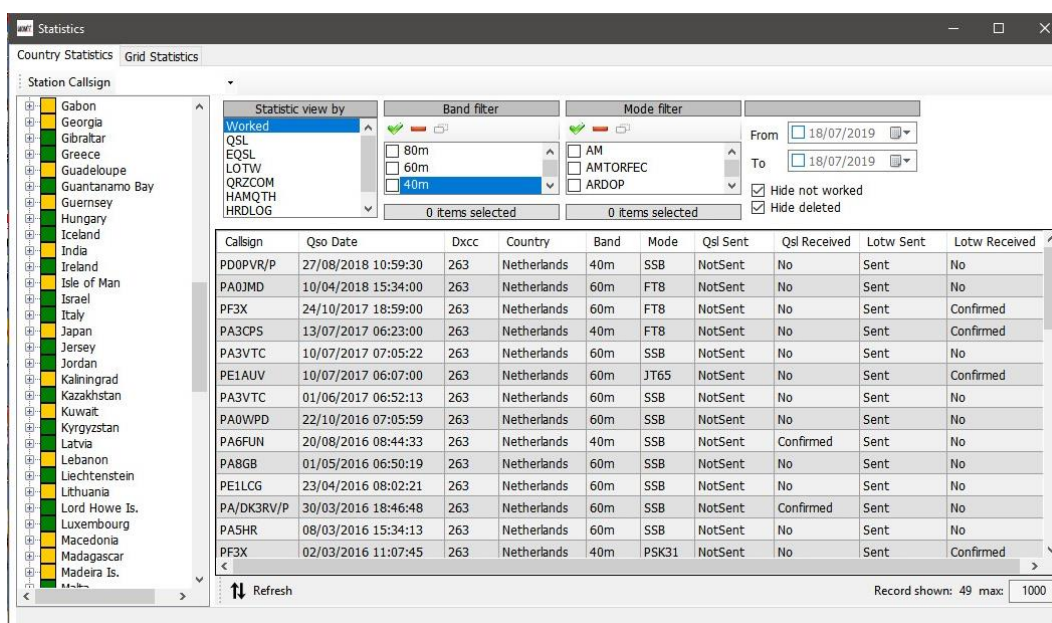 Statistics
Country Statistics Grid Statistics
Station Callsign
Gabon
Georgia
Gibraltar
Greece
Guadeloupe
Guantanamo Bay
Guernsey
Hungary
Iceland
India
Ireland
Isle of Man
Israel
Italy
Japan
Jersey
Jordan
Kaliningrad
Kazakhstan
Kuwait
Kyrgyzstan
Latvia
Lebanon
Liechtenstein
Lithuania
Lord Howe Is.
Luxembourg
Macedonia
Madagascar
Madeira Is.
Malta
Statistic view by
Worked
QSL
EQSL
LOTW
QRZCOM
HAMQTH
HRDLOG
Band filter
80m
60m
40m
0 items selected
Mode filter
AM
AMTORFEC
ARDOP
0 items selected
From 18/07/2019
To 18/07/2019
Hide not worked
Hide deleted
Callsign Qso Date Dxcc Country Band Mode Qsl Sent Qsl Received Lotw Sent Lotw Received
PD0PVR/P 27/08/2018 10:59:30 263 Netherlands 40m SSB NotSent No Sent No
PA0JMD 10/04/2018 15:34:00 263 Netherlands 60m FT8 NotSent No Sent No
PF3X 24/10/2017 18:59:00 263 Netherlands 60m FT8 NotSent No Sent Confirmed
PA3CPS 13/07/2017 06:23:00 263 Netherlands 40m FT8 NotSent No Sent Confirmed
PA3VTC 10/07/2017 07:05:22 263 Netherlands 60m SSB NotSent No Sent No
PE1AUV 10/07/2017 06:07:00 263 Netherlands 60m JT65 NotSent No Sent Confirmed
PA3VTC 01/06/2017 06:52:13 263 Netherlands 60m SSB NotSent No Sent No
PA0WPD 22/10/2016 07:05:59 263 Netherlands 60m SSB NotSent No Sent No
PA6FUN 20/08/2016 08:44:33 263 Netherlands 40m SSB NotSent Confirmed Sent No
PA8GB 01/05/2016 06:50:19 263 Netherlands 60m SSB NotSent No Sent No
PE1LCG 23/04/2016 08:02:21 263 Netherlands 60m SSB NotSent No Sent No
PA/DK3RV/P 30/03/2016 18:46:48 263 Netherlands 60m SSB NotSent Confirmed Sent No
PA5HR 08/03/2016 15:34:13 263 Netherlands 60m SSB NotSent No Sent No
PF3X 02/03/2016 11:07:45 263 Netherlands 40m PSK31 NotSent No Sent Confirmed
Refresh
Record shown: 49 max: 1000